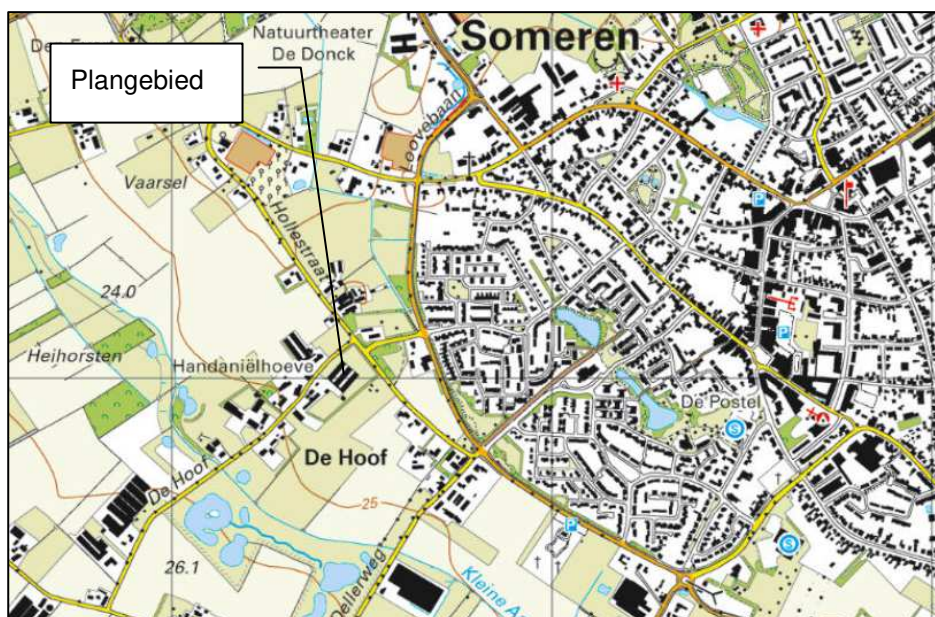 Natuurtheater
De Donck
Someren
H
Plangebied
Loovebaan
Vaarsel
Hollestraat
24.0
Heihorsten
Handaniëlhoeve
P
P
De Postel
S
De Hoof
De Hoof
25
P
S
26.1
Dellerweg
Kleine A